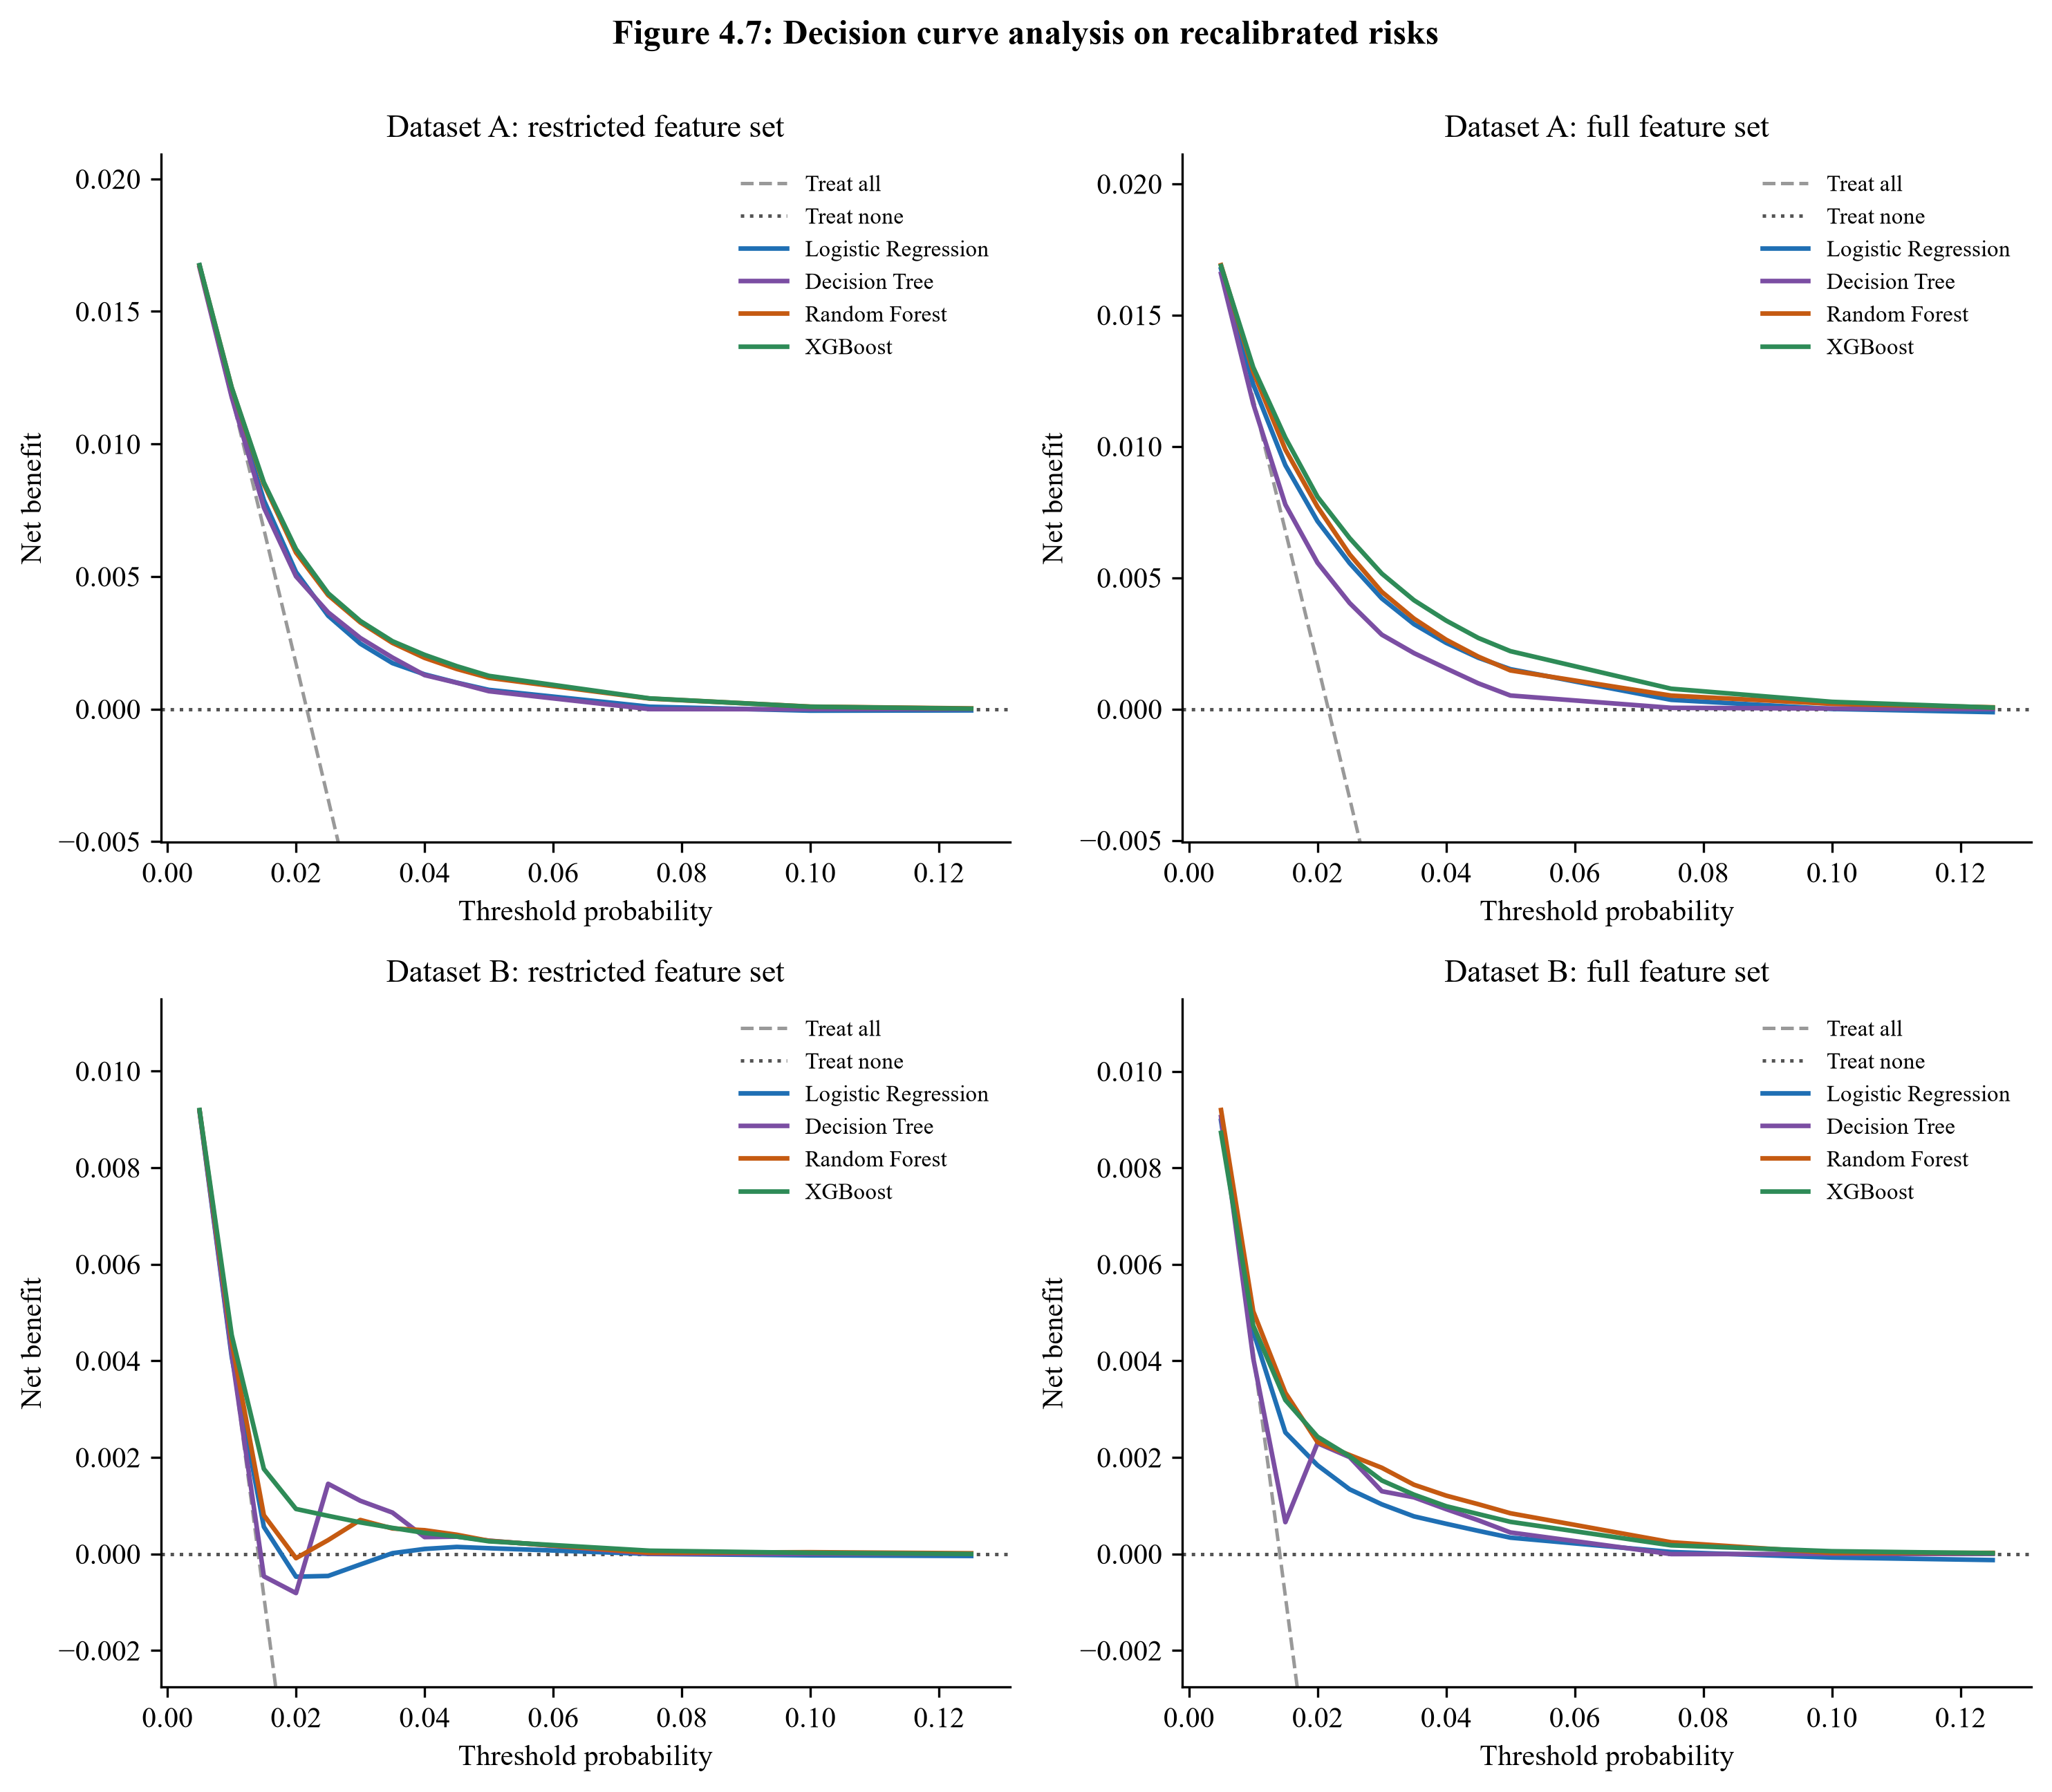 Figure 4.7: Decision curve analysis on recalibrated risks
Dataset A: restricted feature set
Net benefit
0.020
0.015
0.010
0.005
0.000
−0.005
0.00 0.02 0.04 0.06 0.08 0.10 0.12
Threshold probability
Treat all
Treat none
Logistic Regression
Decision Tree
Random Forest
XGBoost
Dataset A: full feature set
Net benefit
0.020
0.015
0.010
0.005
0.000
−0.005
0.00 0.02 0.04 0.06 0.08 0.10 0.12
Threshold probability
Treat all
Treat none
Logistic Regression
Decision Tree
Random Forest
XGBoost
Dataset B: restricted feature set
Net benefit
0.010
0.008
0.006
0.004
0.002
0.000
−0.002
0.00 0.02 0.04 0.06 0.08 0.10 0.12
Threshold probability
Treat all
Treat none
Logistic Regression
Decision Tree
Random Forest
XGBoost
Dataset B: full feature set
Net benefit
0.010
0.008
0.006
0.004
0.002
0.000
−0.002
0.00 0.02 0.04 0.06 0.08 0.10 0.12
Threshold probability
Treat all
Treat none
Logistic Regression
Decision Tree
Random Forest
XGBoost